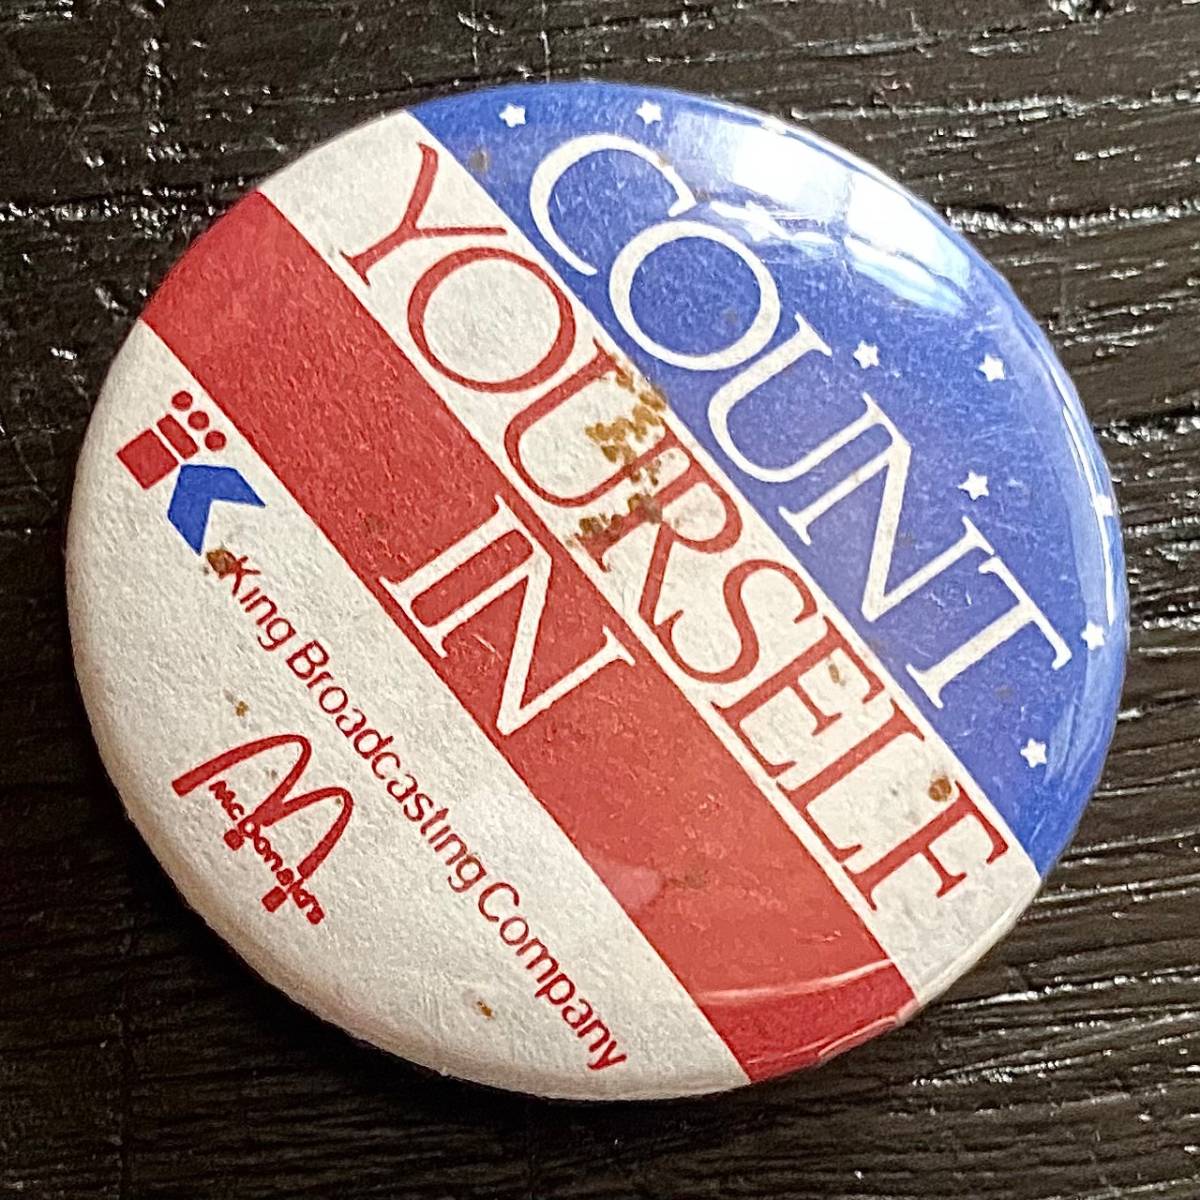 COUNT
YOURSELF
IN
King Broadcasting Company
McDonald's